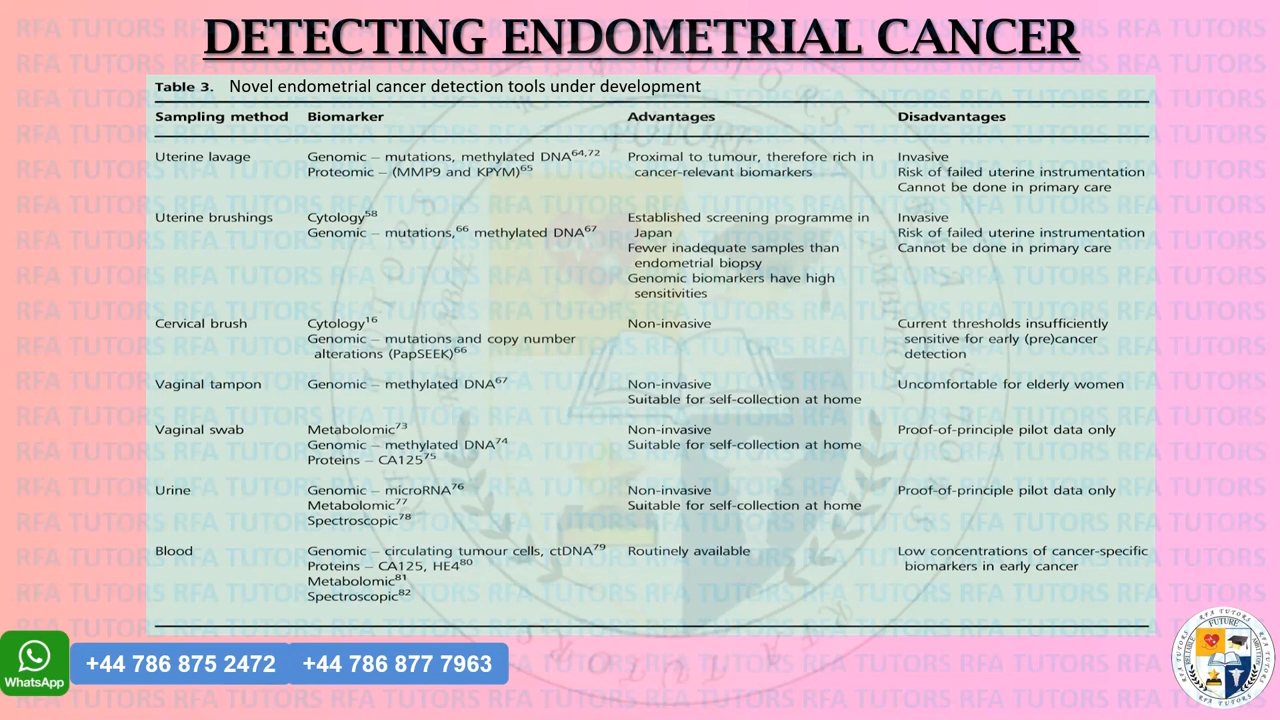 DETECTING ENDOMETRIAL CANCER
Table 3. Novel endometrial cancer detection tools under development
Sampling method Biomarker Advantages Disadvantages
Uterine lavage Genomic – mutations, methylated DNA64,72 Proximal to tumour, therefore rich in Invasive
Proteomic – (MMP9 and KPYM)65 cancer-relevant biomarkers Risk of failed uterine instrumentation
Cannot be done in primary care
Uterine brushings Cytology58 Established screening programme in Invasive
Genomic – mutations,66 methylated DNA67 Japan Risk of failed uterine instrumentation
Fewer inadequate samples than Cannot be done in primary care
endometrial biopsy
Genomic biomarkers have high
sensitivities
Cervical brush Cytology16 Non-invasive Current thresholds insufficiently
Genomic – mutations and copy number sensitive for early (pre)cancer
alterations (PapSEEK)66 detection
Vaginal tampon Genomic – methylated DNA67 Non-invasive Uncomfortable for elderly women
Suitable for self-collection at home
Vaginal swab Metabolomic73 Non-invasive Proof-of-principle pilot data only
Genomic – methylated DNA74 Suitable for self-collection at home
Proteins – CA12575
Urine Genomic – microRNA76 Non-invasive Proof-of-principle pilot data only
Metabolomic77 Suitable for self-collection at home
Spectroscopic78
Blood Genomic – circulating tumour cells, ctDNA79 Routinely available Low concentrations of cancer-specific
Proteins – CA125, HE480 biomarkers in early cancer
Metabolomic81
Spectroscopic82
WhatsApp
+44 786 875 2472 +44 786 877 7963
RFA TUTORS
FUTURE